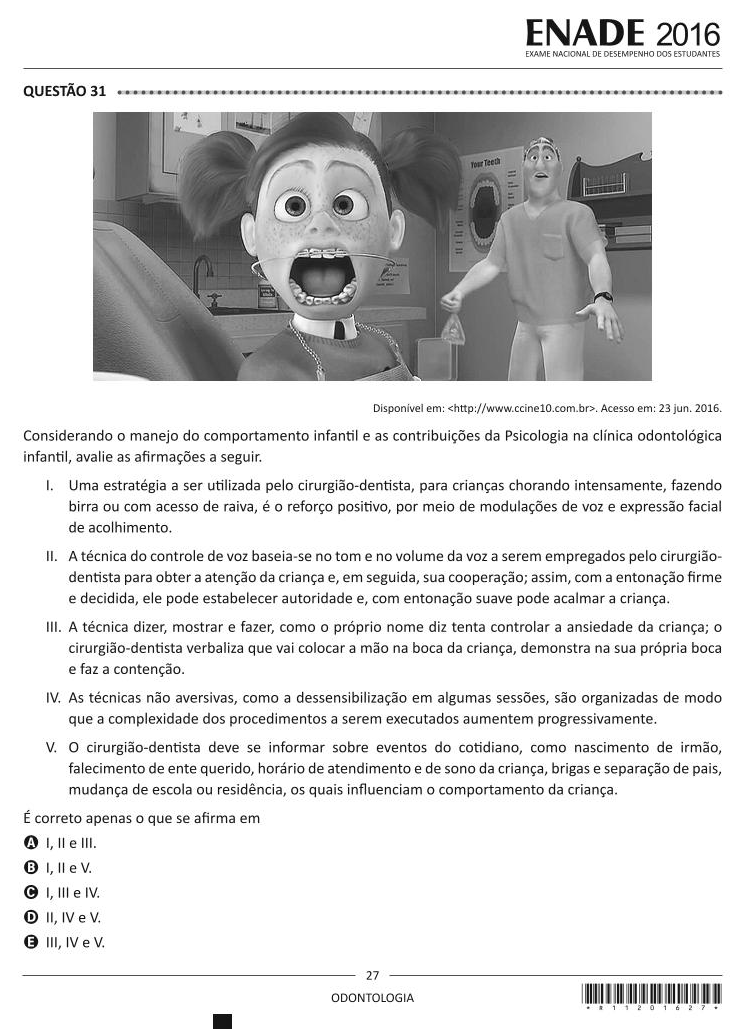 ENADE 2016
EXAME NACIONAL DE DESEMPENHO DOS ESTUDANTES
QUESTÃO 31
Your Teeth
Disponível em: <http://www.ccine10.com.br>. Acesso em: 23 jun. 2016.
Considerando o manejo do comportamento infantil e as contribuições da Psicologia na clínica odontológica
infantil, avalie as afirmações a seguir.
I. Uma estratégia a ser utilizada pelo cirurgião-dentista, para crianças chorando intensamente, fazendo
birra ou com acesso de raiva, é o reforço positivo, por meio de modulações de voz e expressão facial
de acolhimento.
II. A técnica do controle de voz baseia-se no tom e no volume da voz a serem empregados pelo cirurgião-
dentista para obter a atenção da criança e, em seguida, sua cooperação; assim, com a entonação firme
e decidida, ele pode estabelecer autoridade e, com entonação suave pode acalmar a criança.
III. A técnica dizer, mostrar e fazer, como o próprio nome diz tenta controlar a ansiedade da criança; o
cirurgião-dentista verbaliza que vai colocar a mão na boca da criança, demonstra na sua própria boca
e faz a contenção.
IV. As técnicas não aversivas, como a dessensibilização em algumas sessões, são organizadas de modo
que a complexidade dos procedimentos a serem executados aumentem progressivamente.
V. O cirurgião-dentista deve se informar sobre eventos do cotidiano, como nascimento de irmão,
falecimento de ente querido, horário de atendimento e de sono da criança, brigas e separação de pais,
mudança de escola ou residência, os quais influenciam o comportamento da criança.
É correto apenas o que se afirma em
A I, II e III.
B I, II e V.
C I, III e IV.
D II, IV e V.
E III, IV e V.
27
ODONTOLOGIA
* R 1 1 2 0 1 6 2 7 *